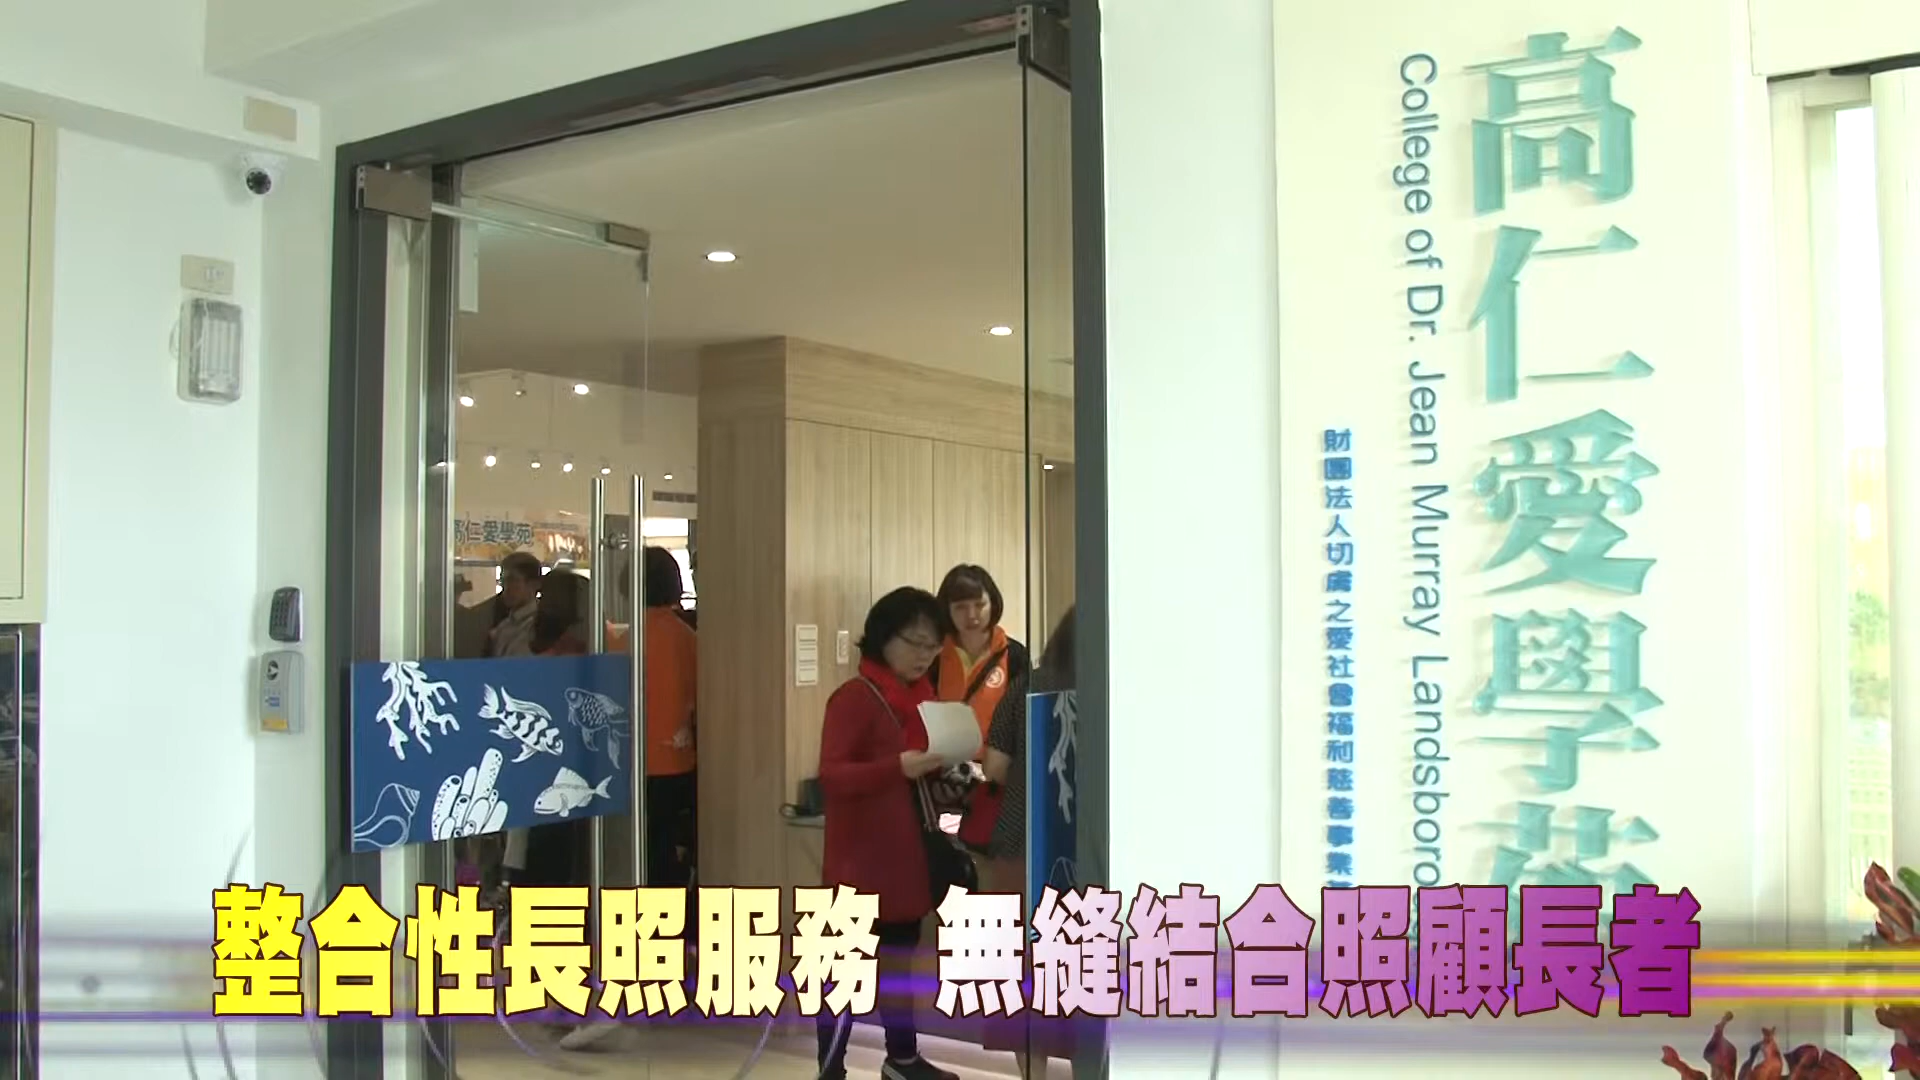 高仁愛學苑
College of Dr. Jean Murray Landsboro
財團法人切膚之愛社會福利慈善事業
高仁愛學苑
整合性長照服務 無縫結合照顧長者